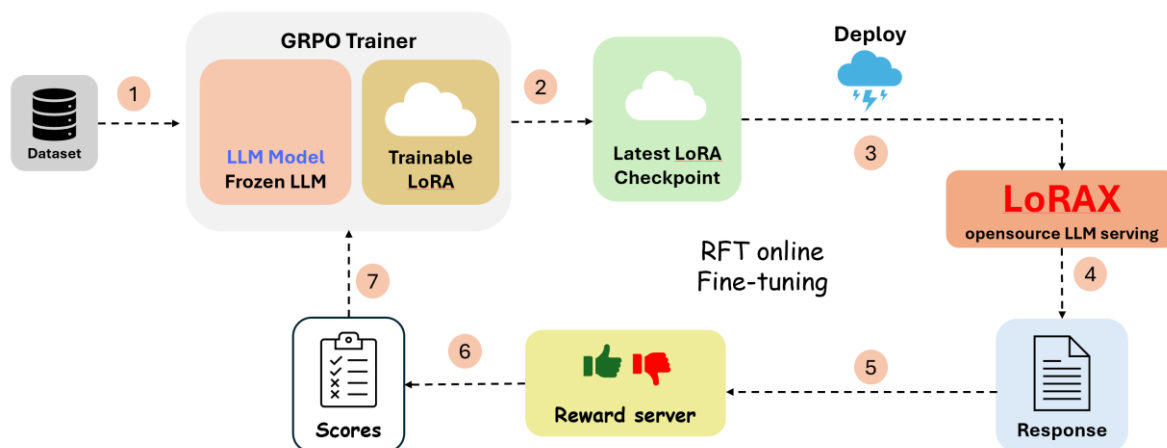 GRPO Trainer
Deploy
1
2
3
Dataset
LLM Model
Frozen LLM
Trainable
LoRA
Latest LoRA
Checkpoint
LoRAX
opensource LLM serving
RFT online
Fine-tuning
4
7
6
5
Scores
Reward server
Response